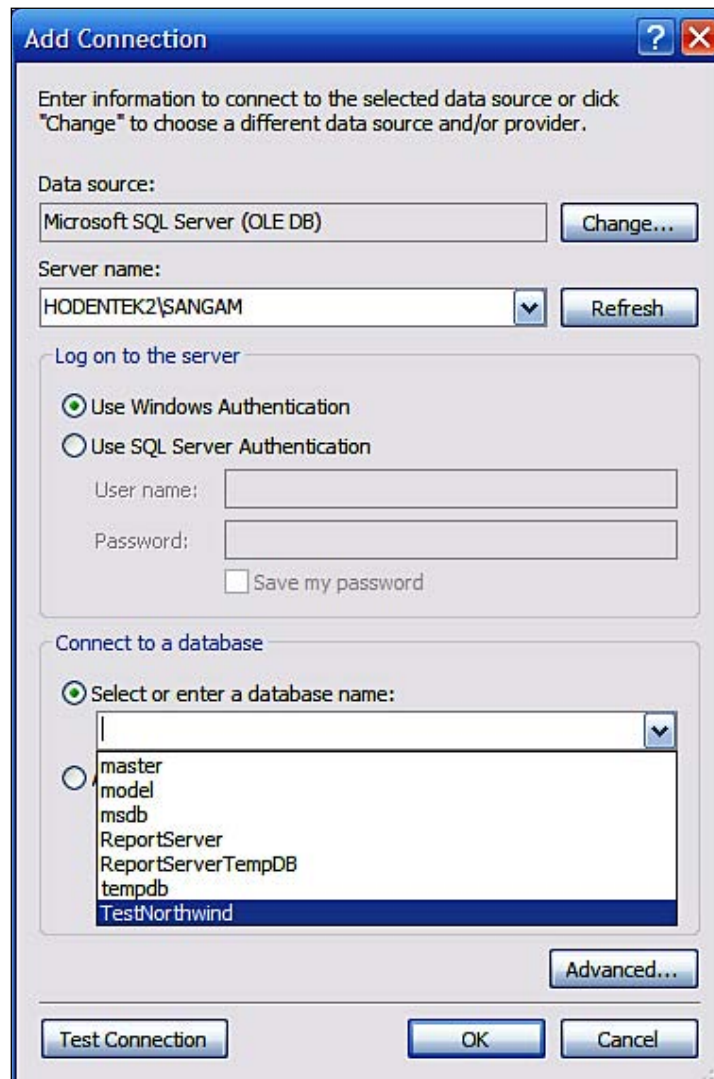 Add Connection
Enter information to connect to the selected data source or click
"Change" to choose a different data source and/or provider.
Data source:
Microsoft SQL Server (OLE DB)
Change...
Server name:
HODENTEK2\SANGAM
Refresh
Log on to the server
Use Windows Authentication
Use SQL Server Authentication
User name:
Password:
Save my password
Connect to a database
Select or enter a database name:
master
model
msdb
ReportServer
ReportServerTempDB
tempdb
TestNorthwind
Advanced...
Test Connection
OK
Cancel